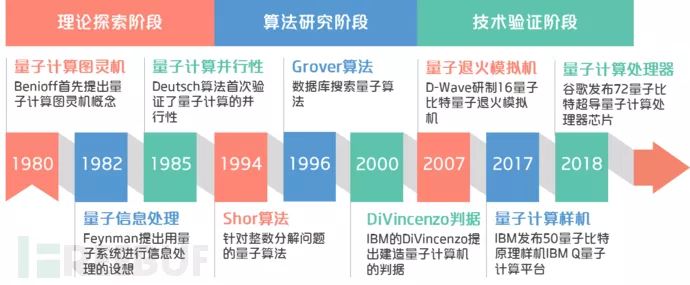 理论探索阶段
算法研究阶段
技术验证阶段
量子计算图灵机
Benioff首先提出量
子计算图灵机概念
量子计算并行性
Deutsch算法首次验
证了量子计算的并
行性
Grover算法
数据库搜索量子算
法
量子退火模拟机
D-Wave研制16量子
比特量子退火模拟
机
量子计算处理器
谷歌发布72量子比
特超导量子计算处
理器芯片
1980
1982
1985
1994
1996
2000
2007
2017
2018
量子信息处理
Feynman提出用量
子系统进行信息处
理的设想
Shor算法
针对整数分解问题
的量子算法
DiVincenzo判据
IBM的DiVincenzo提
出建造量子计算机
的判据
量子计算样机
IBM发布50量子比特
原理样机IBM Q量子
计算平台